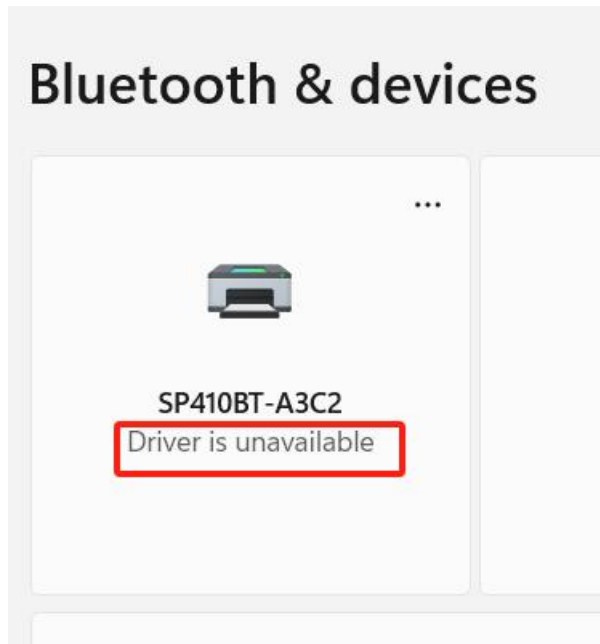 Bluetooth & devices
...
SP410BT-A3C2
Driver is unavailable